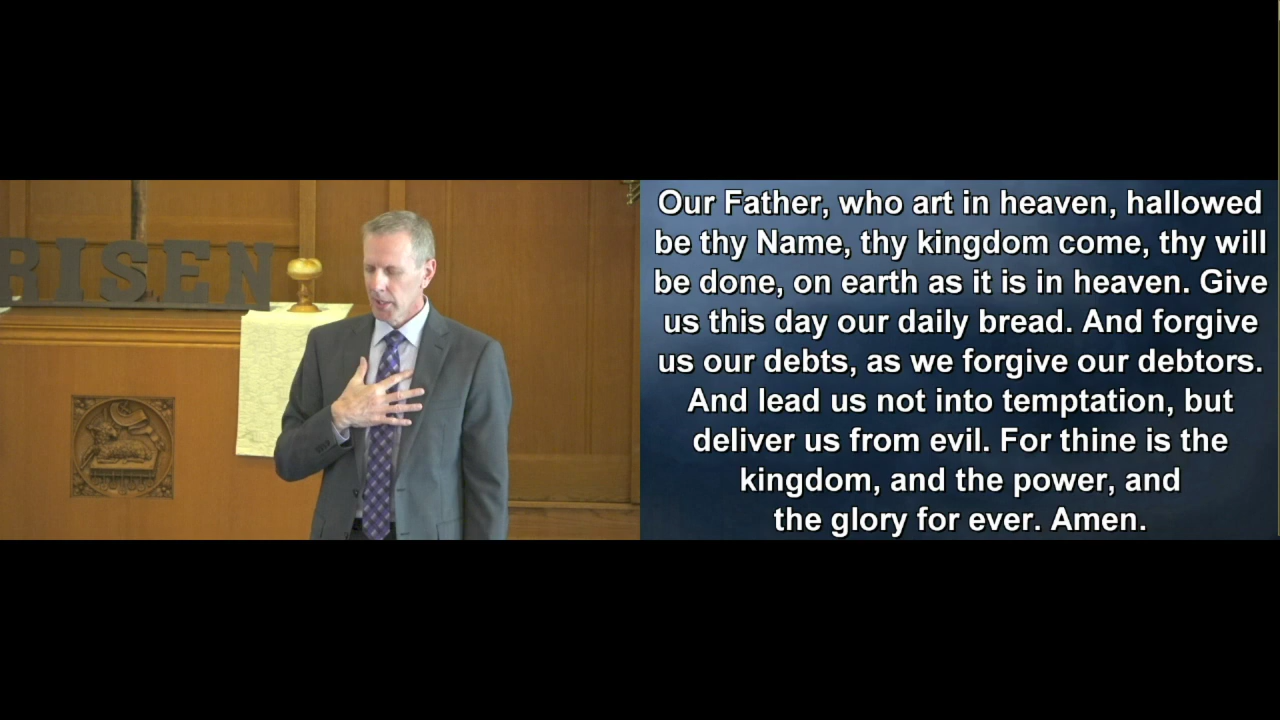 RISEN
Our Father, who art in heaven, hallowed
be thy Name, thy kingdom come, thy will
be done, on earth as it is in heaven. Give
us this day our daily bread. And forgive
us our debts, as we forgive our debtors.
And lead us not into temptation, but
deliver us from evil. For thine is the
kingdom, and the power, and
the glory for ever. Amen.